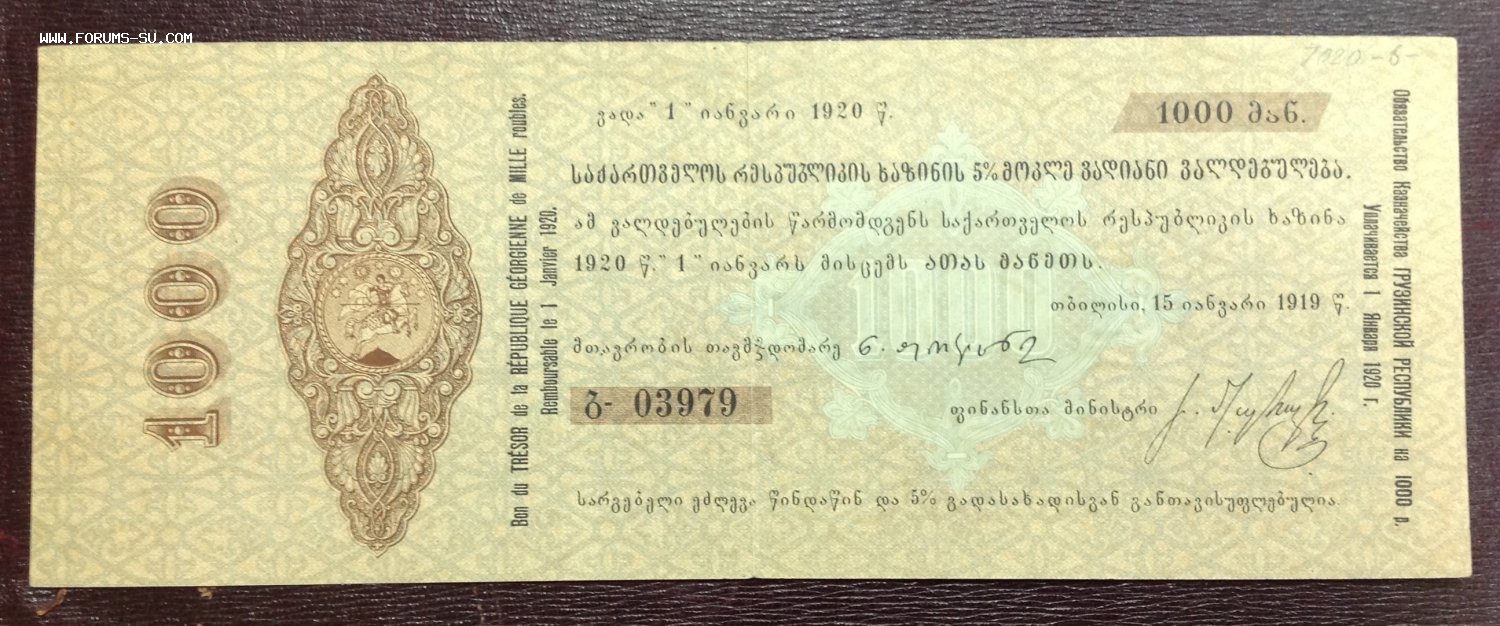 WWW.FORUMS-SU.COM
1000
Bon du TRÉSOR de la RÉPUBLIQUE GÉORGIENNE de MILLE roubles.
Remboursable le 1 Janvier 1920.
ვადა "1" იანვარი 1920 წ.
1000 მან.
საქართველოს რესპუბლიკის ხაზინის 5% მოკლე ვადიანი ვალდებულება.
ამ ვალდებულების წარმომდგენს საქართველოს რესპუბლიკის ხაზინა
1920 წ. "1" იანვარს მისცემს ათას მანეთს.
1000
თბილისი, 15 იანვარი 1919 წ.
მთავრობის თავმჯდომარე ნ. ჟორდანია
ბ- 03979
ფინანსთა მინისტრი
სარგებელი ეძლევა წინდაწინ და 5% გადასახადისგან განთავისუფლებულია.
Обязательство Казначейства ГРУЗИНСКОЙ РЕСПУБЛИКИ на 1000 р.
Уплачивается 1 Января 1920 г.